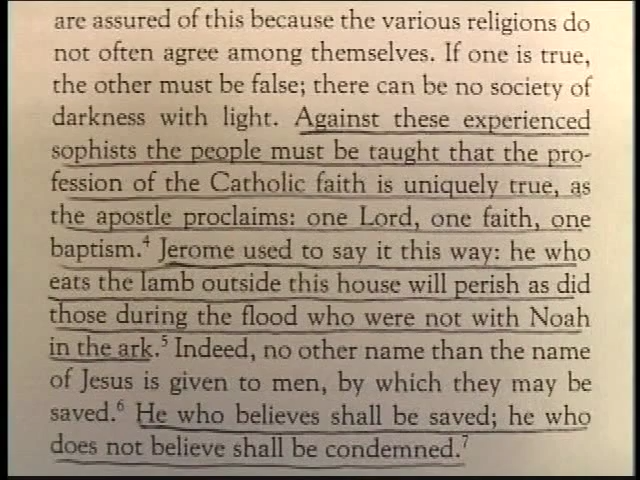 are assured of this because the various religions do
not often agree among themselves. If one is true,
the other must be false; there can be no society of
darkness with light. Against these experienced
sophists the people must be taught that the pro-
fession of the Catholic faith is uniquely true, as
the apostle proclaims: one Lord, one faith, one
baptism.4 Jerome used to say it this way: he who
eats the lamb outside this house will perish as did
those during the flood who were not with Noah
in the ark.5 Indeed, no other name than the name
of Jesus is given to men, by which they may be
saved.6 He who believes shall be saved; he who
does not believe shall be condemned.7